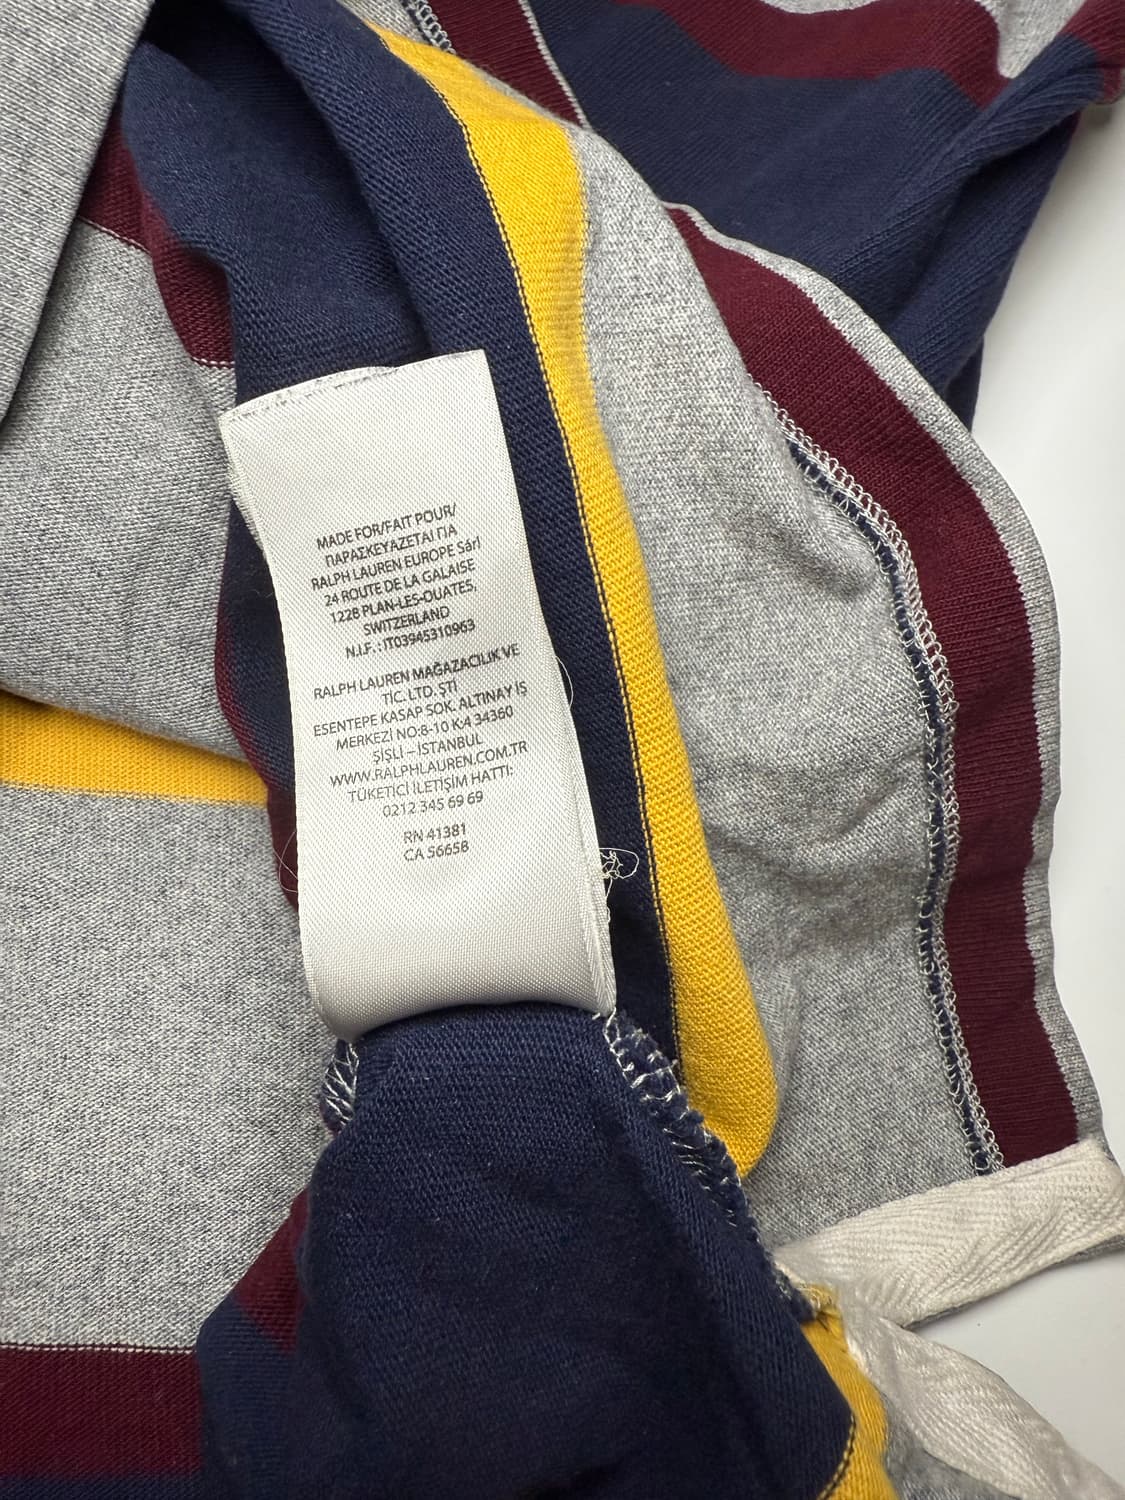 MADE FOR/FAIT POUR/
ΠΑΡΑΣΚΕΥΑΖΕΤΑΙ ΓΙΑ
RALPH LAUREN EUROPE Sárl
24 ROUTE DE LA GALAISE
1228 PLAN-LES-OUATES,
SWITZERLAND
N.I.F. : IT03945310963
RALPH LAUREN MAĞAZACILIK VE
TİC. LTD. ŞTİ
ESENTEPE KASAP SOK. ALTINAY İŞ
MERKEZİ NO:8-10 K:4 34360
ŞİŞLİ – İSTANBUL
WWW.RALPHLAUREN.COM.TR
TÜKETİCİ İLETİŞİM HATTI:
0212 345 69 69
RN 41381
CA 56658